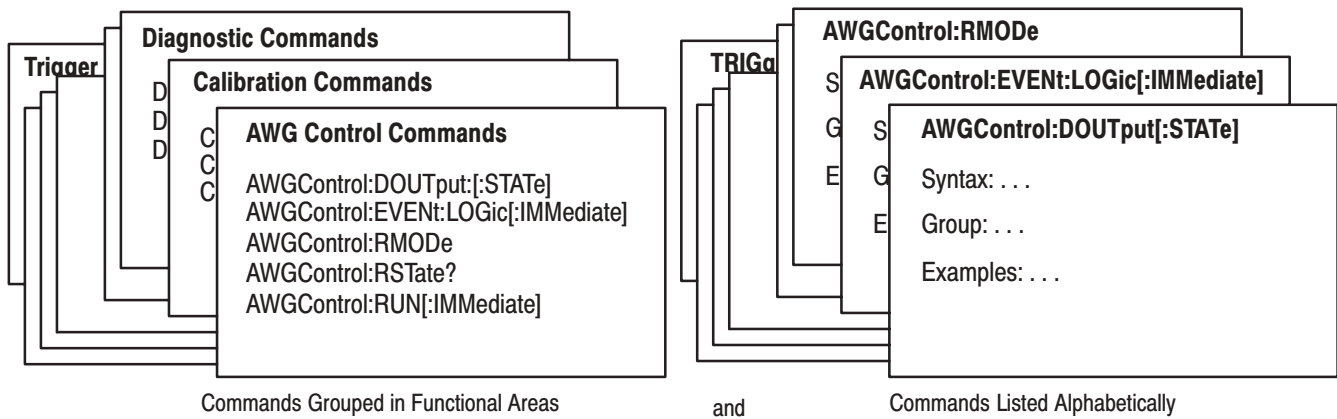 Trigger
Diagnostic Commands
D
D
D
Calibration Commands
C
C
C
AWG Control Commands
AWGControl:DOUTput:[:STATe]
AWGControl:EVENt:LOGic[:IMMediate]
AWGControl:RMODe
AWGControl:RSTate?
AWGControl:RUN[:IMMediate]
Commands Grouped in Functional Areas
and
TRIGg
AWGControl:RMODe
S
G
E
AWGControl:EVENt:LOGic[:IMMediate]
S
G
E
AWGControl:DOUTput[:STATe]
Syntax: . . .
Group: . . .
Examples: . . .
Commands Listed Alphabetically